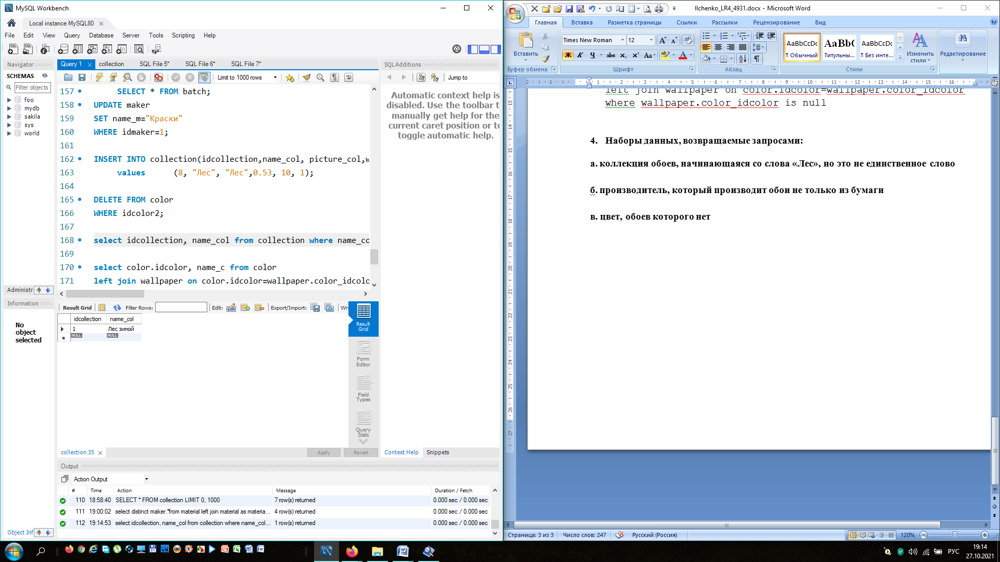 MySQL Workbench
Local instance MySQL80
File Edit View Query Database Server Tools Scripting Help
Navigator
SCHEMAS
Filter objects
foo
mydb
sakila
sys
world
Administr
Information
No
object
selected
Object Inf
Query 1 collection SQL File 5* SQL File 6* SQL File 7*
Limit to 1000 rows
157 SELECT * FROM batch;
158 UPDATE maker
159 SET name_m="Краски"
160 WHERE idmaker=1;
161
162 INSERT INTO collection(idcollection,name_col, picture_col,w
163 values (8, "Лес", "Лес",0.53, 10, 1);
164
165 DELETE FROM color
166 WHERE idcolor2;
167
168 select idcollection, name_col from collection where name_co
169
170 select color.idcolor, name_c from color
171 left join wallpaper on color.idcolor=wallpaper.color_idcolo
Result Grid Filter Rows: Edit: Export/Import: Wr
idcollection name_col
1 Лес зимой
NULL NULL
Result
Grid
Form
Editor
Field
Types
Query
Stats
collection 35
Apply Revert
SQLAdditions
Jump to
Automatic context help is
disabled. Use the toolbar t
manually get help for the
current caret position or to
toggle automatic help.
Context Help Snippets
Output
Action Output
# Time Action Message Duration / Fetch
110 18:58:40 SELECT * FROM collection LIMIT 0, 1000 7 row(s) returned 0.000 sec / 0.000 sec
111 19:00:02 select distinct maker.*from material left join material as materia... 4 row(s) returned 0.000 sec / 0.000 sec
112 19:14:53 select idcollection, name_col from collection where name_col... 1 row(s) returned 0.000 sec / 0.000 sec
Ilchenko_LR4_4931.docx - Microsoft Word
Главная Вставка Разметка страницы Ссылки Рассылки Рецензирование Вид
Вставить
Буфер обмена
Times New Roman 12
Ж К Ч abc x₂ x² Aa
Шрифт
Абзац
AaBbCcDc AaBb( AaBbCcDc
¶ Обычный Титульны... ¶ Без инте...
Стили
Изменить
стили
Редактирование
left join wallpaper on color.idcolor=wallpaper.color_idcolor
where wallpaper.color_idcolor is null
4. Наборы данных, возвращаемые запросами:
а. коллекция обоев, начинающаяся со слова «Лес», но это не единственное слово
б. производитель, который производит обои не только из бумаги
в. цвет, обоев которого нет
Страница: 3 из 3 Число слов: 247 Русский (Россия) 120%
РУС
19:14
27.10.2021